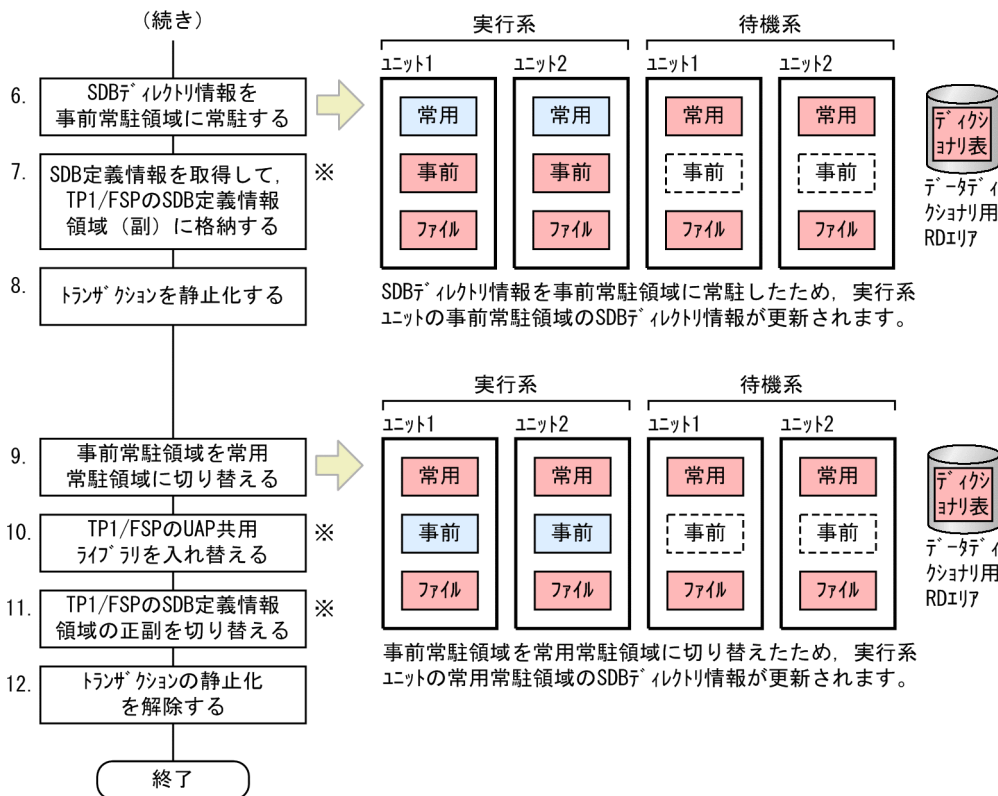 (続き)
6.
SDBディレクトリ情報を
事前常駐領域に常駐する
7.
SDB定義情報を取得して，
TP1/FSPのSDB定義情報
領域（副）に格納する
※
8.
トランザクションを静止化する
実行系
待機系
ユニット1
ユニット2
ユニット1
ユニット2
常用
常用
常用
常用
事前
事前
事前
事前
ファイル
ファイル
ファイル
ファイル
ディクシ
ョナリ表
データディ
クショナリ用
RDエリア
SDBディレクトリ情報を事前常駐領域に常駐したため，実行系
ユニットの事前常駐領域のSDBディレクトリ情報が更新されます。
9.
事前常駐領域を常用
常駐領域に切り替える
10.
TP1/FSPのUAP共用
ライブラリを入れ替える
※
11.
TP1/FSPのSDB定義情報
領域の正副を切り替える
※
12.
トランザクションの静止化
を解除する
終了
実行系
待機系
ユニット1
ユニット2
ユニット1
ユニット2
常用
常用
常用
常用
事前
事前
事前
事前
ファイル
ファイル
ファイル
ファイル
ディクシ
ョナリ表
データディ
クショナリ用
RDエリア
事前常駐領域を常用常駐領域に切り替えたため，実行系
ユニットの常用常駐領域のSDBディレクトリ情報が更新されます。